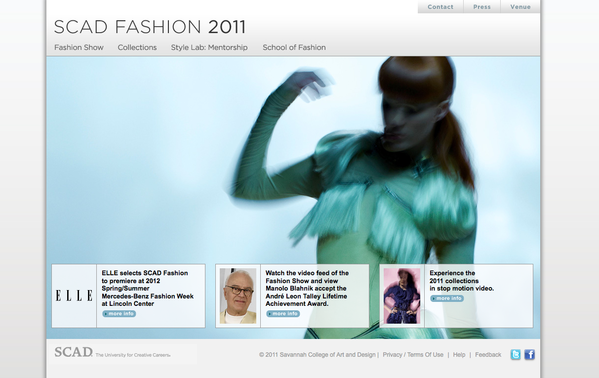 Contact
Press
Venue
SCAD FASHION 2011
Fashion Show
Collections
Style Lab: Mentorship
School of Fashion
ELLE
ELLE selects SCAD Fashion
to premiere at 2012
Spring/Summer
Mercedes-Benz Fashion Week
at Lincoln Center
more info
Watch the video feed of the
Fashion Show and view
Manolo Blahnik accept the
André Leon Talley Lifetime
Achievement Award.
more info
Experience the
2011 collections
in stop motion video.
more info
SCAD. The University for Creative Careers®
© 2011 Savannah College of Art and Design | Privacy / Terms Of Use | Help | Feedback